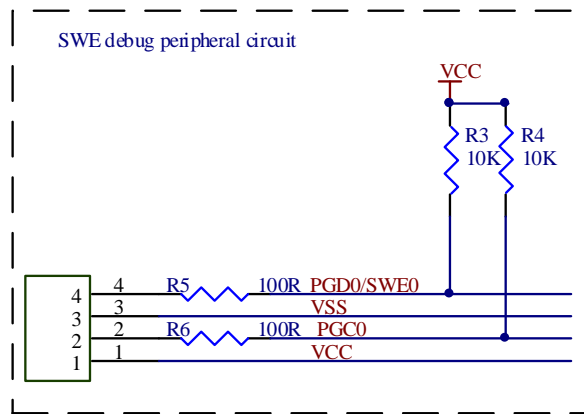 SWE debug peripheral circuit
VCC
R3 R4
10K 10K
4 4 R5 100R PGD0/SWE0
3 3 VSS
2 2 R6 100R PGC0
1 1 VCC